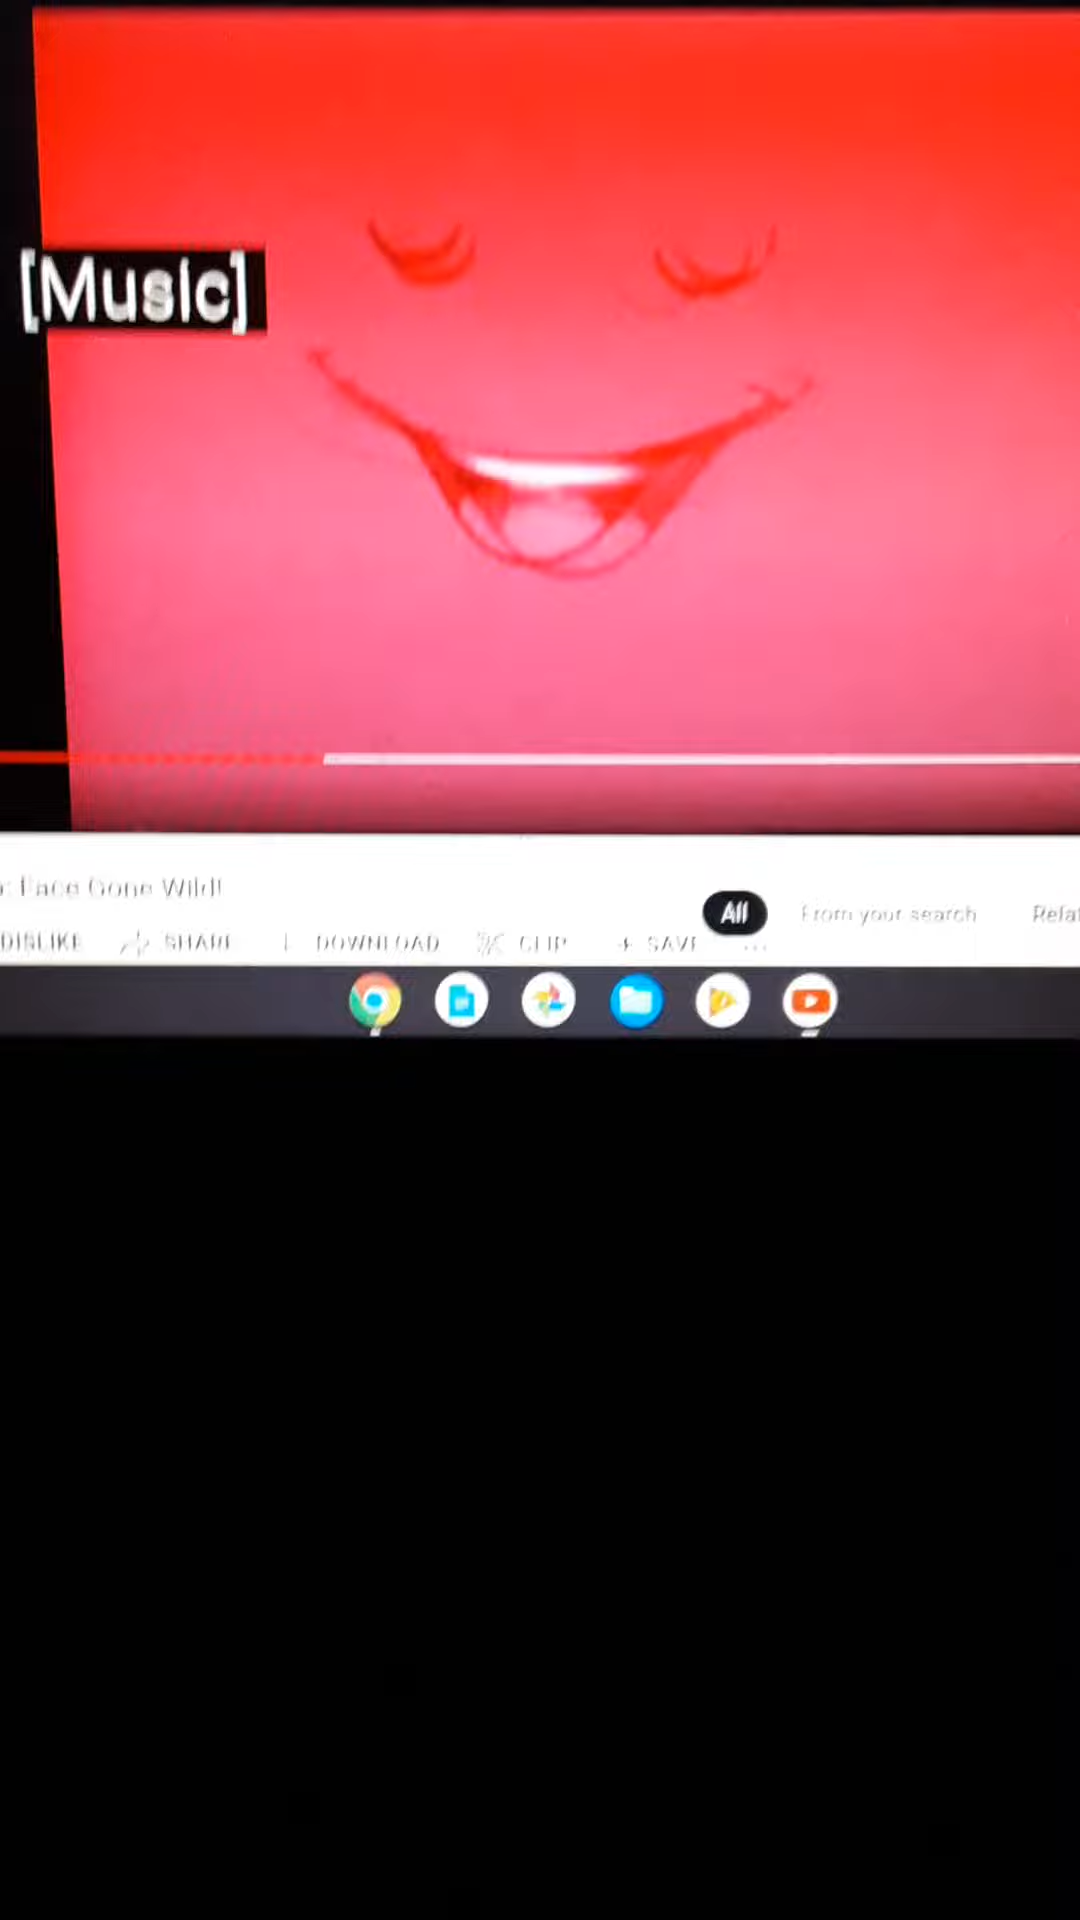 [Music]
Face Gone Wild!
All
From your search
DISLIKE
SHARE
DOWNLOAD
CLIP
SAVE
...